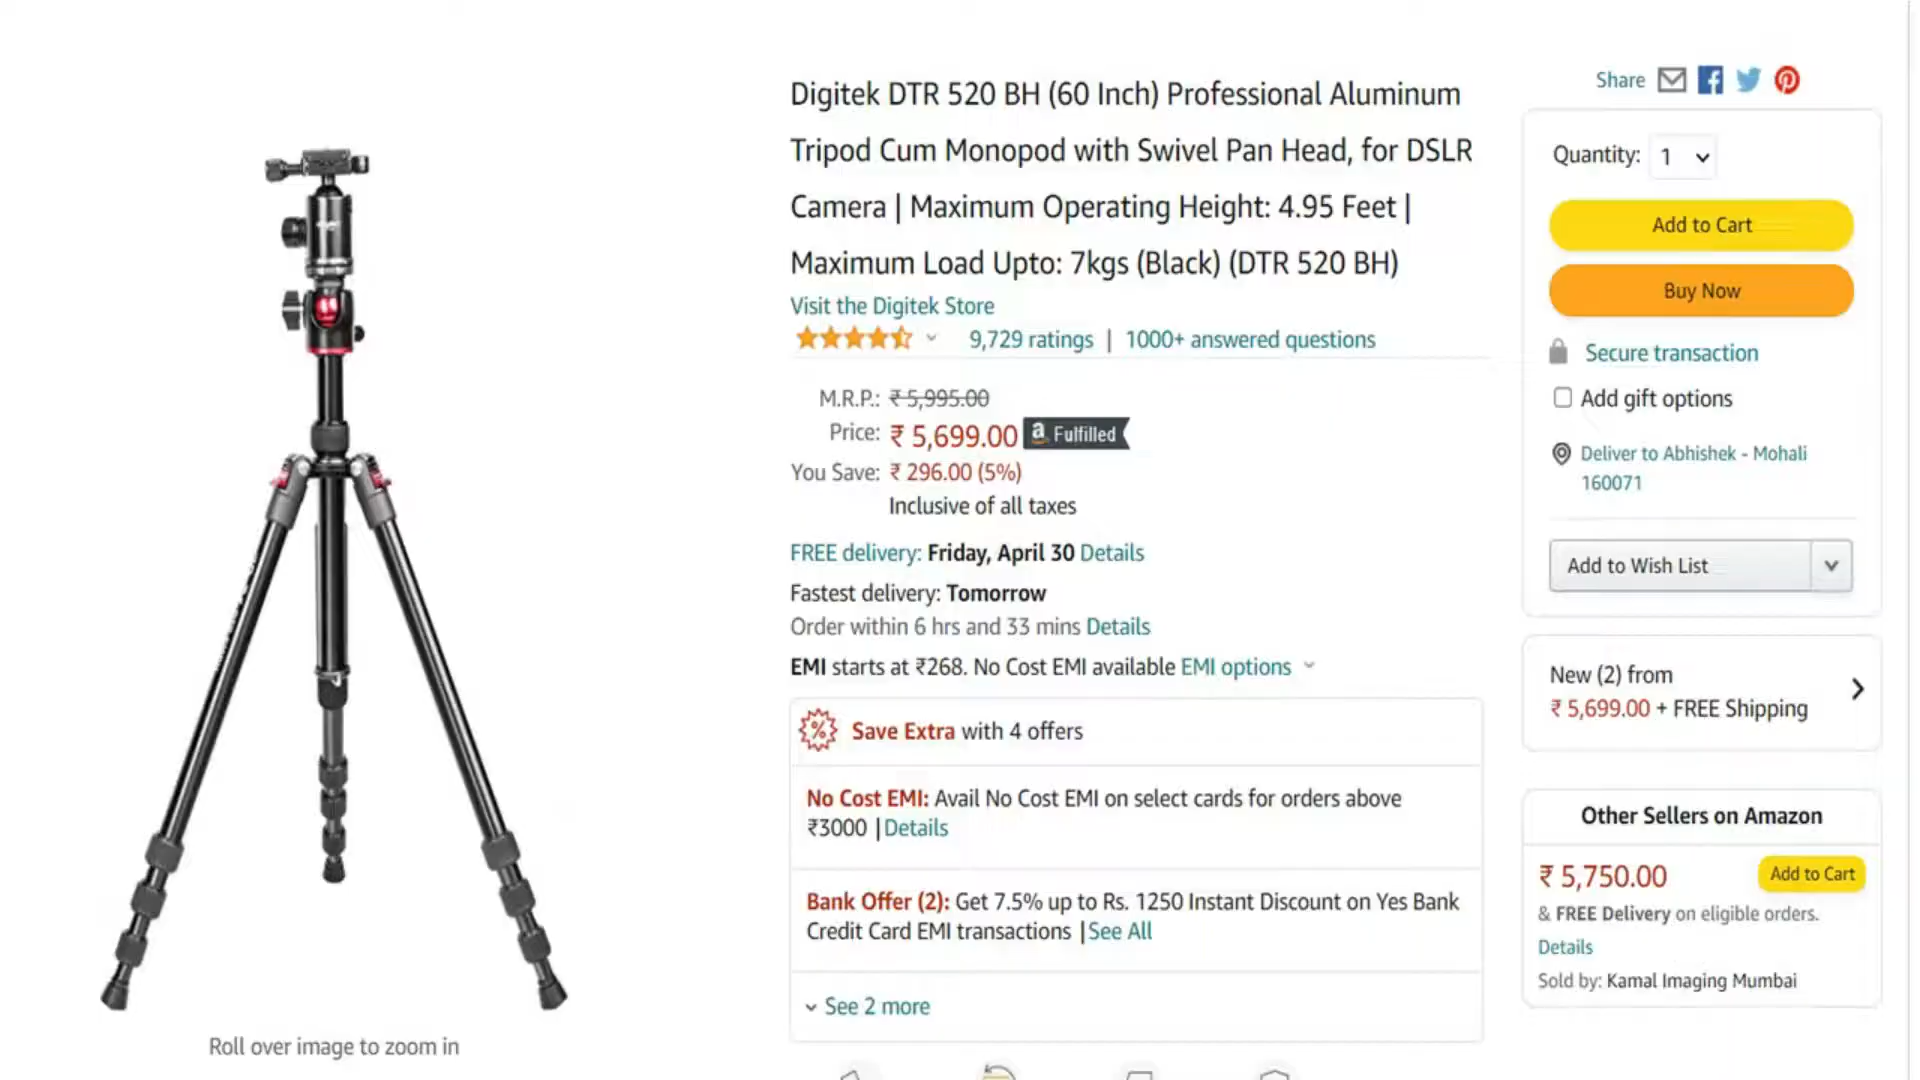 Digitek DTR 520 BH (60 Inch) Professional Aluminum
Tripod Cum Monopod with Swivel Pan Head, for DSLR
Camera | Maximum Operating Height: 4.95 Feet |
Maximum Load Upto: 7kgs (Black) (DTR 520 BH)
Visit the Digitek Store
9,729 ratings | 1000+ answered questions
M.R.P.: ₹ 5,995.00
Price: ₹ 5,699.00 a Fulfilled
You Save: ₹ 296.00 (5%)
Inclusive of all taxes
FREE delivery: Friday, April 30 Details
Fastest delivery: Tomorrow
Order within 6 hrs and 33 mins Details
EMI starts at ₹268. No Cost EMI available EMI options
% Save Extra with 4 offers
No Cost EMI: Avail No Cost EMI on select cards for orders above
₹3000 | Details
Bank Offer (2): Get 7.5% up to Rs. 1250 Instant Discount on Yes Bank
Credit Card EMI transactions | See All
See 2 more
Roll over image to zoom in
Share
Quantity: 1
Add to Cart
Buy Now
Secure transaction
Add gift options
Deliver to Abhishek - Mohali
160071
Add to Wish List
New (2) from
₹ 5,699.00 + FREE Shipping
Other Sellers on Amazon
₹ 5,750.00 Add to Cart
& FREE Delivery on eligible orders.
Details
Sold by: Kamal Imaging Mumbai